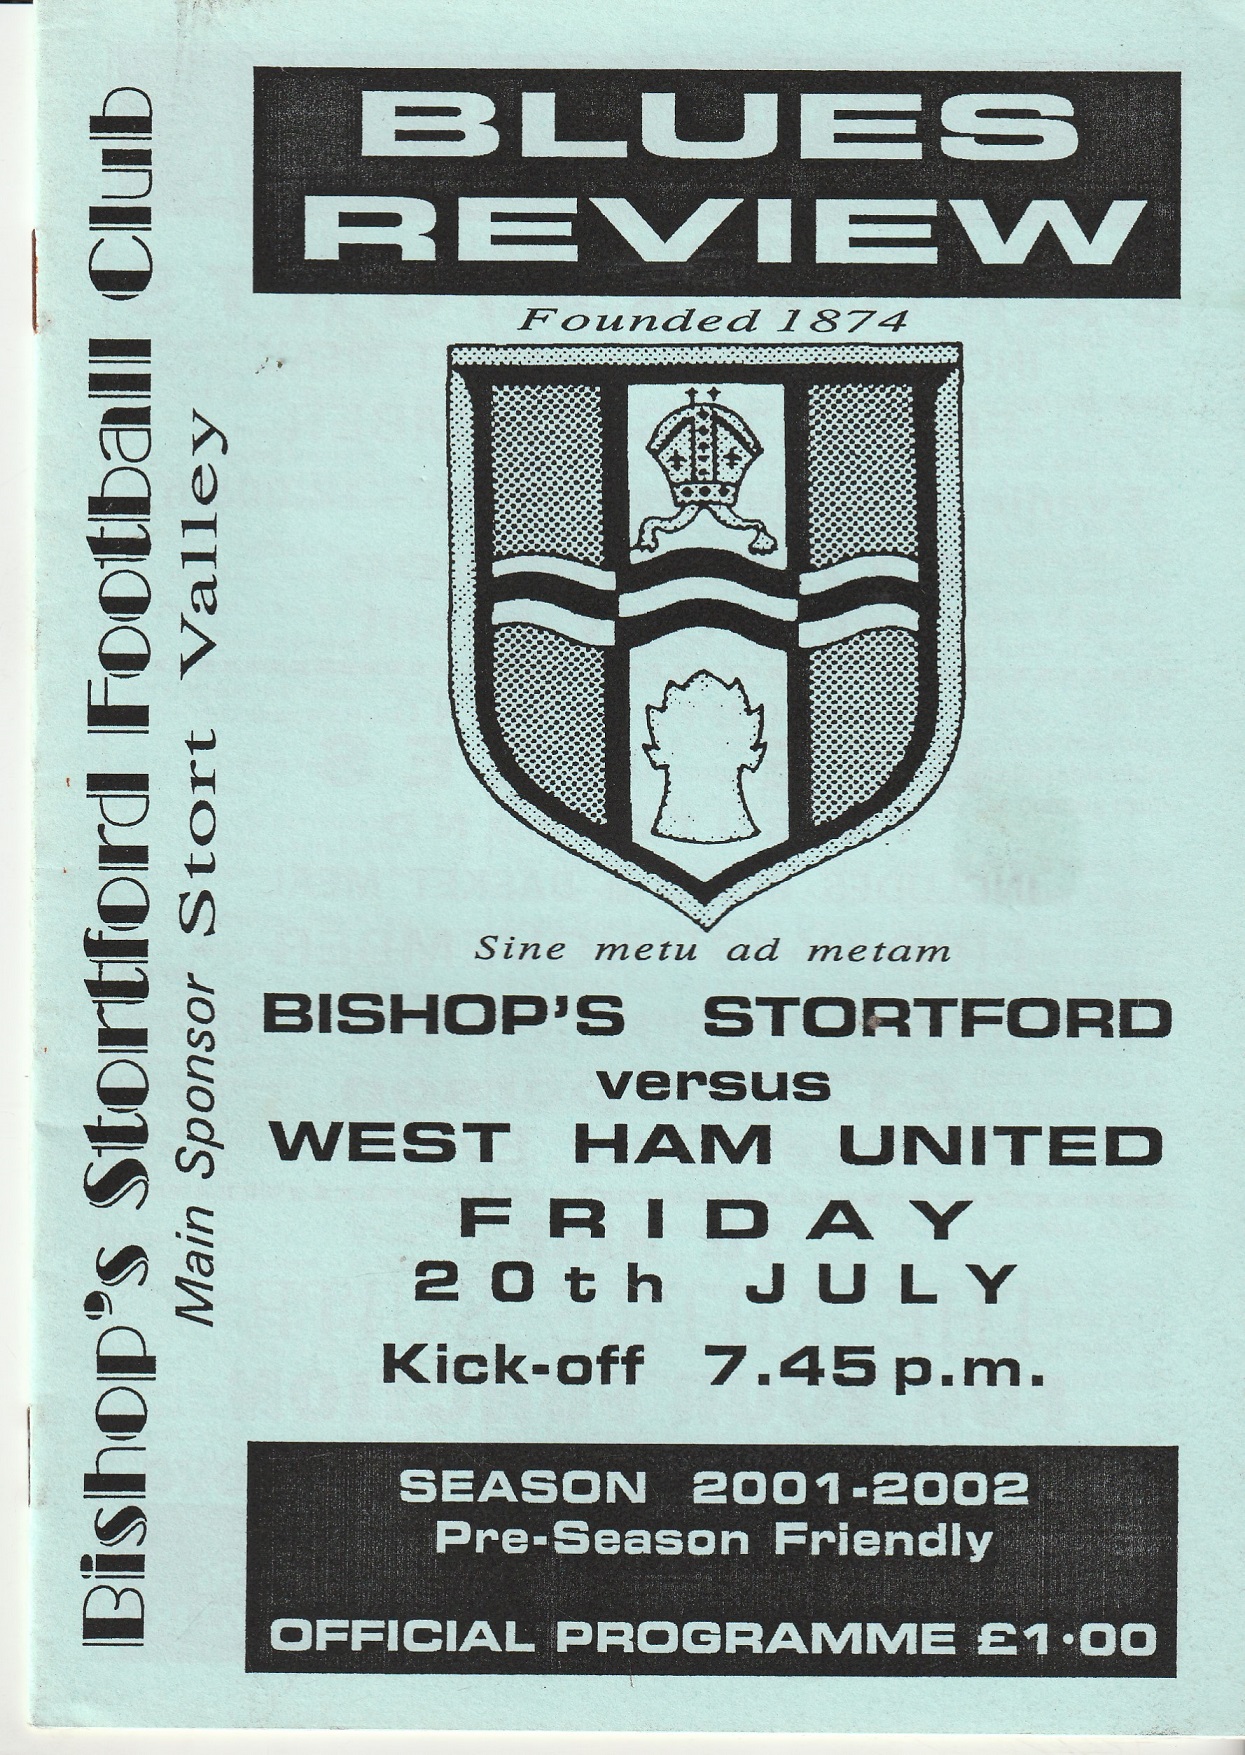 BLUES
REVIEW
Founded 1874
Sine metu ad metam
BISHOP'S STORTFORD
versus
WEST HAM UNITED
FRIDAY
20th JULY
Kick-off 7.45p.m.
SEASON 2001-2002
Pre-Season Friendly
OFFICIAL PROGRAMME £1·00
Bishop's Stortford Football Club
Main Sponsor Stort Valley